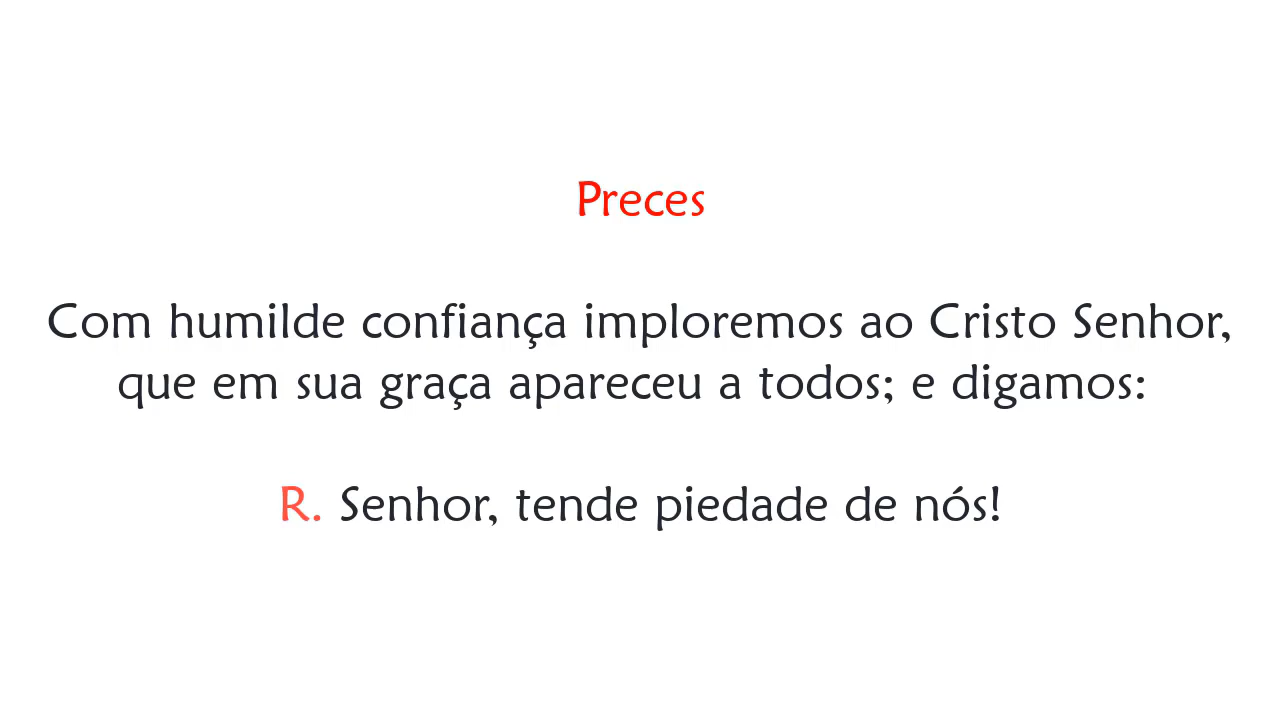 Preces
Com humilde confiança imploremos ao Cristo Senhor,
que em sua graça apareceu a todos; e digamos:
R. Senhor, tende piedade de nós!